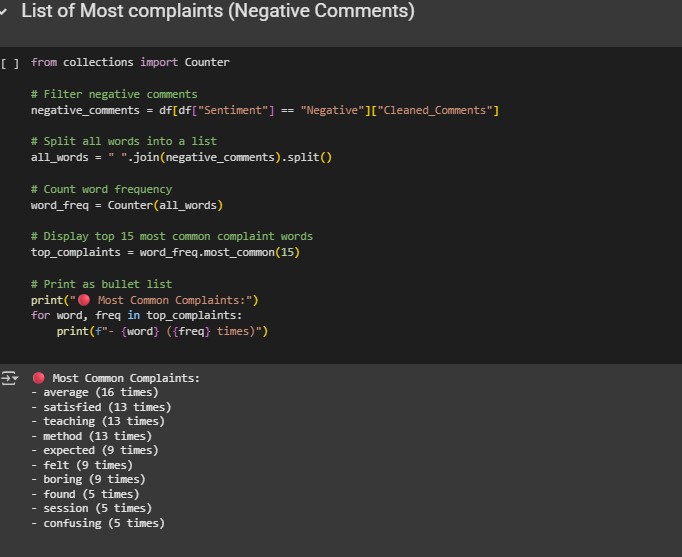 List of Most complaints (Negative Comments)
[ ] from collections import Counter
# Filter negative comments
negative_comments = df[df["Sentiment"] == "Negative"]["Cleaned_Comments"]
# Split all words into a list
all_words = " ".join(negative_comments).split()
# Count word frequency
word_freq = Counter(all_words)
# Display top 15 most common complaint words
top_complaints = word_freq.most_common(15)
# Print as bullet list
print("🔴 Most Common Complaints:")
for word, freq in top_complaints:
    print(f"- {word} ({freq} times)")
🔴 Most Common Complaints:
- average (16 times)
- satisfied (13 times)
- teaching (13 times)
- method (13 times)
- expected (9 times)
- felt (9 times)
- boring (9 times)
- found (5 times)
- session (5 times)
- confusing (5 times)